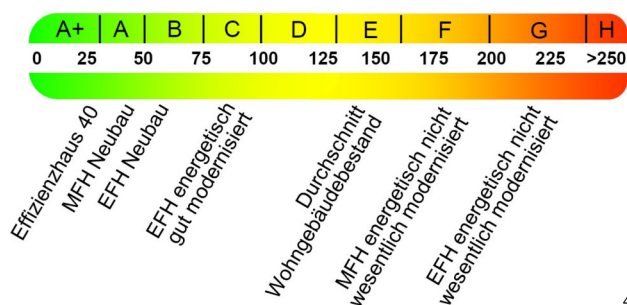 A+ A B C D E F G H
0 25 50 75 100 125 150 175 200 225 >250
Effizienzhaus 40
MFH Neubau
EFH Neubau
EFH energetisch
gut modernisiert
Durchschnitt
Wohngebäudebestand
MFH energetisch nicht
wesentlich modernisiert
EFH energetisch nicht
wesentlich modernisiert